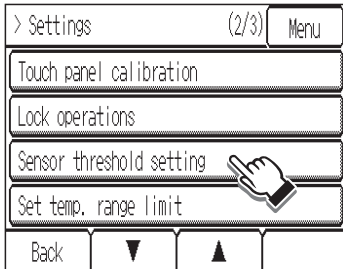 > Settings (2/3) Menu
Touch panel calibration
Lock operations
Sensor threshold setting
Set temp. range limit
Back ▼ ▲